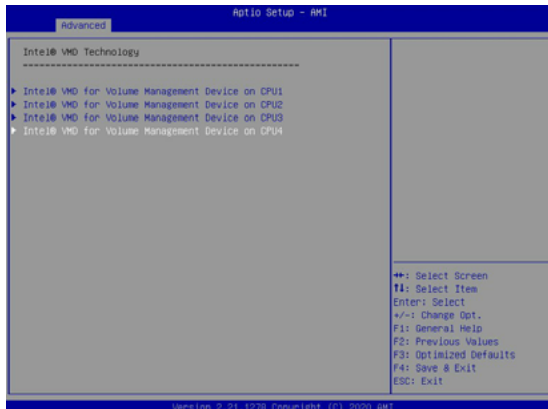 Aptio Setup - AMI
Advanced
Intel® VMD Technology
--------------------------------------------------
Intel® VMD for Volume Management Device on CPU1
Intel® VMD for Volume Management Device on CPU2
Intel® VMD for Volume Management Device on CPU3
Intel® VMD for Volume Management Device on CPU4
→←: Select Screen
↑↓: Select Item
Enter: Select
+/-: Change Opt.
F1: General Help
F2: Previous Values
F3: Optimized Defaults
F4: Save & Exit
ESC: Exit
Version 2.21.1278 Copyright (C) 2020 AMI